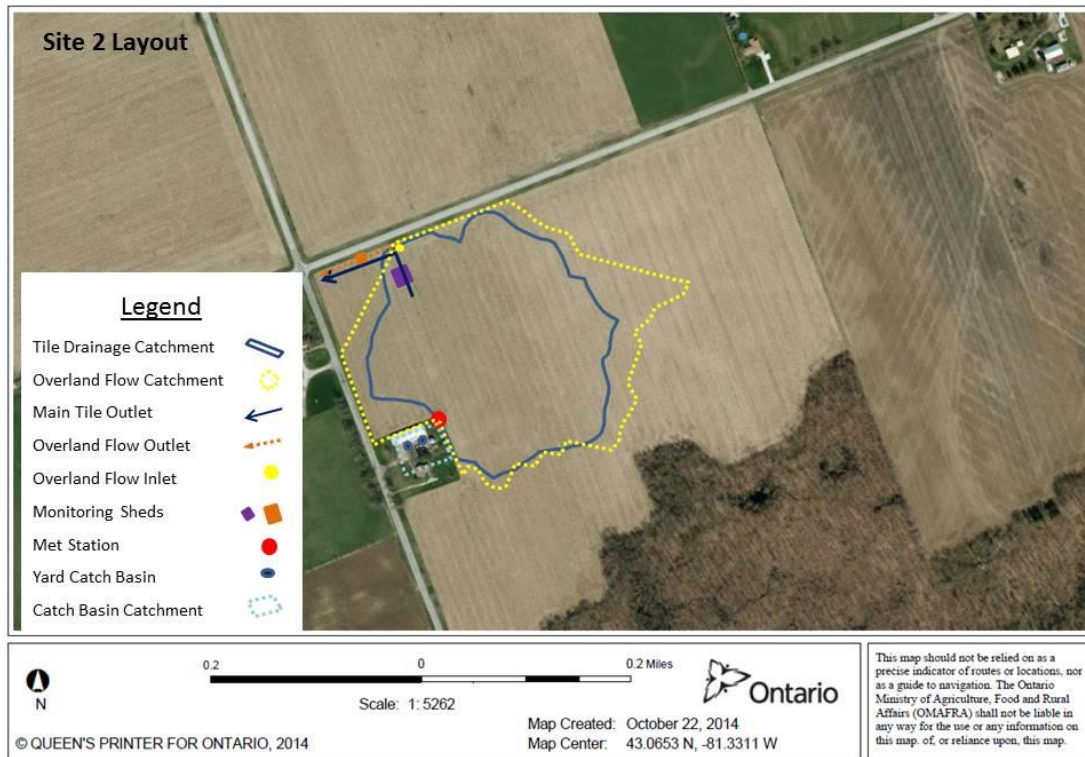 Site 2 Layout
Legend
Tile Drainage Catchment
Overland Flow Catchment
Main Tile Outlet
Overland Flow Outlet
Overland Flow Inlet
Monitoring Sheds
Met Station
Yard Catch Basin
Catch Basin Catchment
N
0.2
0
0.2 Miles
Scale: 1: 5262
Ontario
Map Created: October 22, 2014
Map Center: 43.0653 N, -81.3311 W
© QUEEN'S PRINTER FOR ONTARIO, 2014
This map should not be relied on as a
precise indicator of routes or locations, nor
as a guide to navigation. The Ontario
Ministry of Agriculture, Food and Rural
Affairs (OMAFRA) shall not be liable in
any way for the use or any information on
this map. of, or reliance upon, this map.